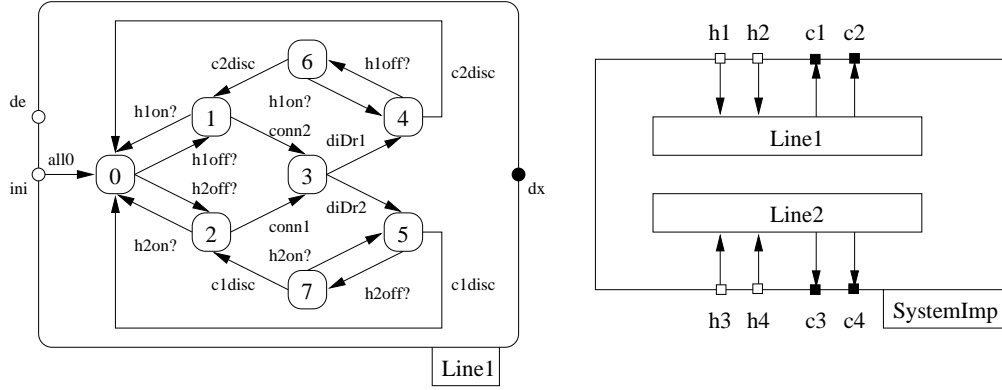 h1 h2 c1 c2
6
c2disc h1off? c2disc
de
h1on?
h1on? 1 4
conn2 diDr1
Line1
all0
0 h1off? 3
ini dx
h2off?
diDr2
Line2
2 conn1 5
h2on? h2on?
c1disc c1disc
7 h2off?
SystemImp
h3 h4 c3 c4
Line1